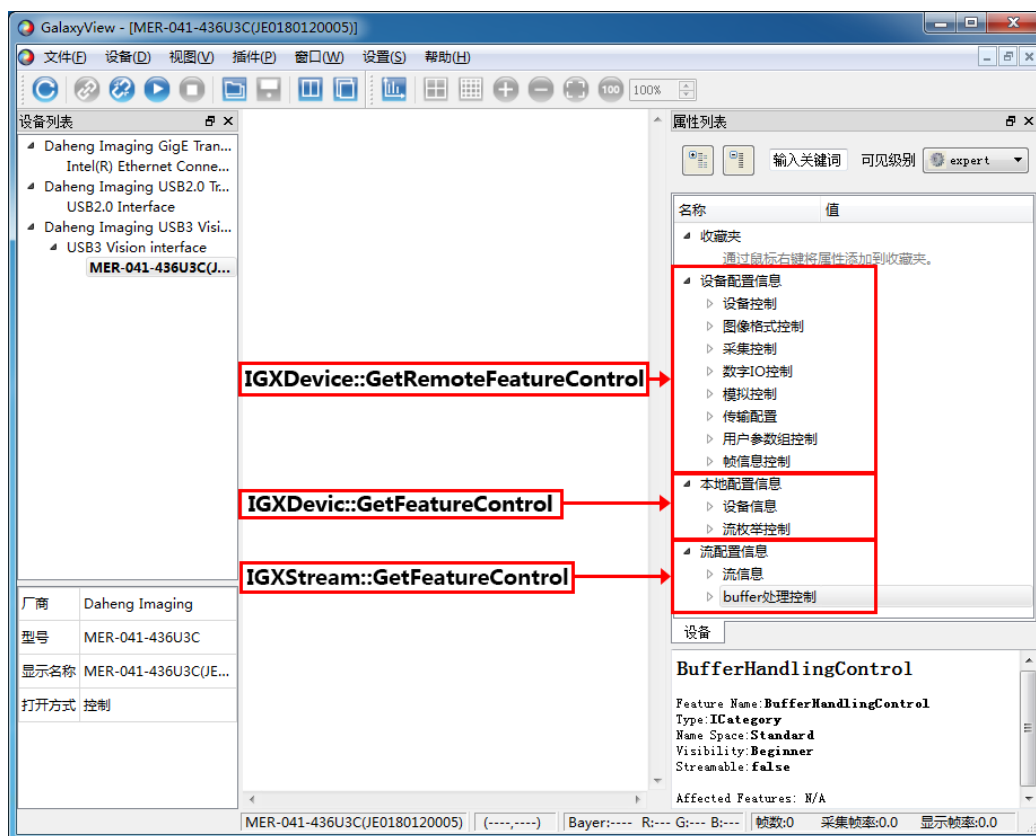 GalaxyView - [MER-041-436U3C(JE0180120005)]
文件(F) 设备(D) 视图(V) 插件(P) 窗口(W) 设置(S) 帮助(H)
100 100%
设备列表
Daheng Imaging GigE Tran...
Intel(R) Ethernet Conne...
Daheng Imaging USB2.0 Tr...
USB2.0 Interface
Daheng Imaging USB3 Visi...
USB3 Vision interface
MER-041-436U3C(J...
厂商 Daheng Imaging
型号 MER-041-436U3C
显示名称 MER-041-436U3C(JE...
打开方式 控制
IGXDevice::GetRemoteFeatureControl
IGXDevic::GetFeatureControl
IGXStream::GetFeatureControl
属性列表
输入关键词 可见级别 expert
名称 值
收藏夹
通过鼠标右键将属性添加到收藏夹。
设备配置信息
设备控制
图像格式控制
采集控制
数字IO控制
模拟控制
传输配置
用户参数组控制
帧信息控制
本地配置信息
设备信息
流枚举控制
流配置信息
流信息
buffer处理控制
设备
BufferHandlingControl
Feature Name:BufferHandlingControl
Type:ICategory
Name Space:Standard
Visibility:Beginner
Streamable:false
Affected Features: N/A
MER-041-436U3C(JE0180120005) (----,----) Bayer:---- R:--- G:--- B:--- 帧数:0 采集帧率:0.0 显示帧率:0.0